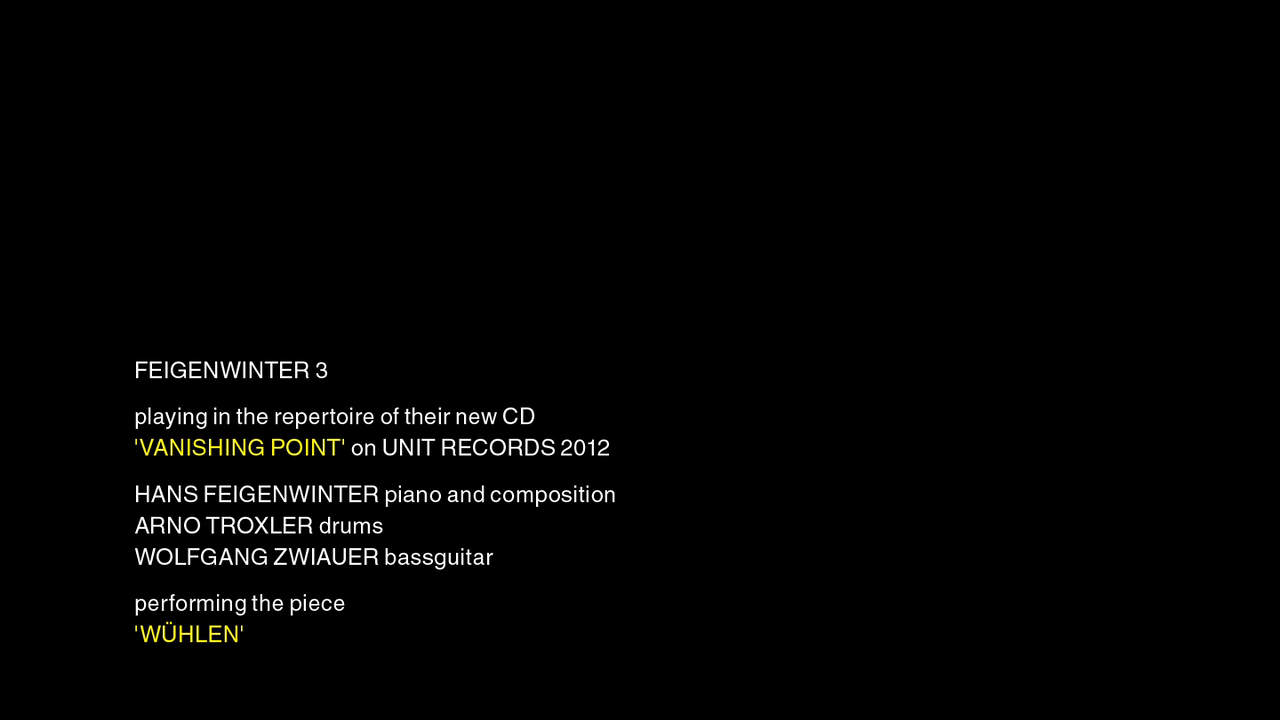 FEIGENWINTER 3
playing in the repertoire of their new CD
'VANISHING POINT' on UNIT RECORDS 2012
HANS FEIGENWINTER piano and composition
ARNO TROXLER drums
WOLFGANG ZWIAUER bassguitar
performing the piece
'WÜHLEN'